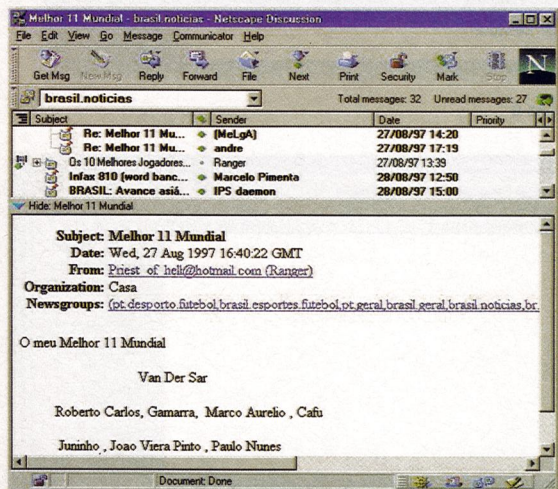 Melhor 11 Mundial - brasil.noticias - Netscape Discussion
File Edit View Go Message Communicator Help
Get Msg New Msg Reply Forward File Next Print Security Mark Stop
N
brasil.noticias Total messages: 32 Unread messages: 27
Subject Sender Date Priority
Re: Melhor 11 Mu... (MeLgA) 27/08/97 14:20
Re: Melhor 11 Mu... andre 27/08/97 17:19
Os 10 Melhores Jogadores... Ranger 27/08/97 13:39
Infax 810 (word banc... Marcelo Pimenta 28/08/97 12:50
BRASIL: Avance asiá... IPS daemon 28/08/97 15:00
Hide: Melhor 11 Mundial
Subject: Melhor 11 Mundial
Date: Wed, 27 Aug 1997 16:40:22 GMT
From: Priest_of_hell@hotmail.com (Ranger)
Organization: Casa
Newsgroups: (pt.desporto.futebol,brasil.esportes.futebol,pt.geral,brasil.geral,brasil.noticias,br.
O meu Melhor 11 Mundial
Van Der Sar
Roberto Carlos, Gamarra, Marco Aurelio , Cafu
Juninho , Joao Viera Pinto , Paulo Nunes
Document: Done